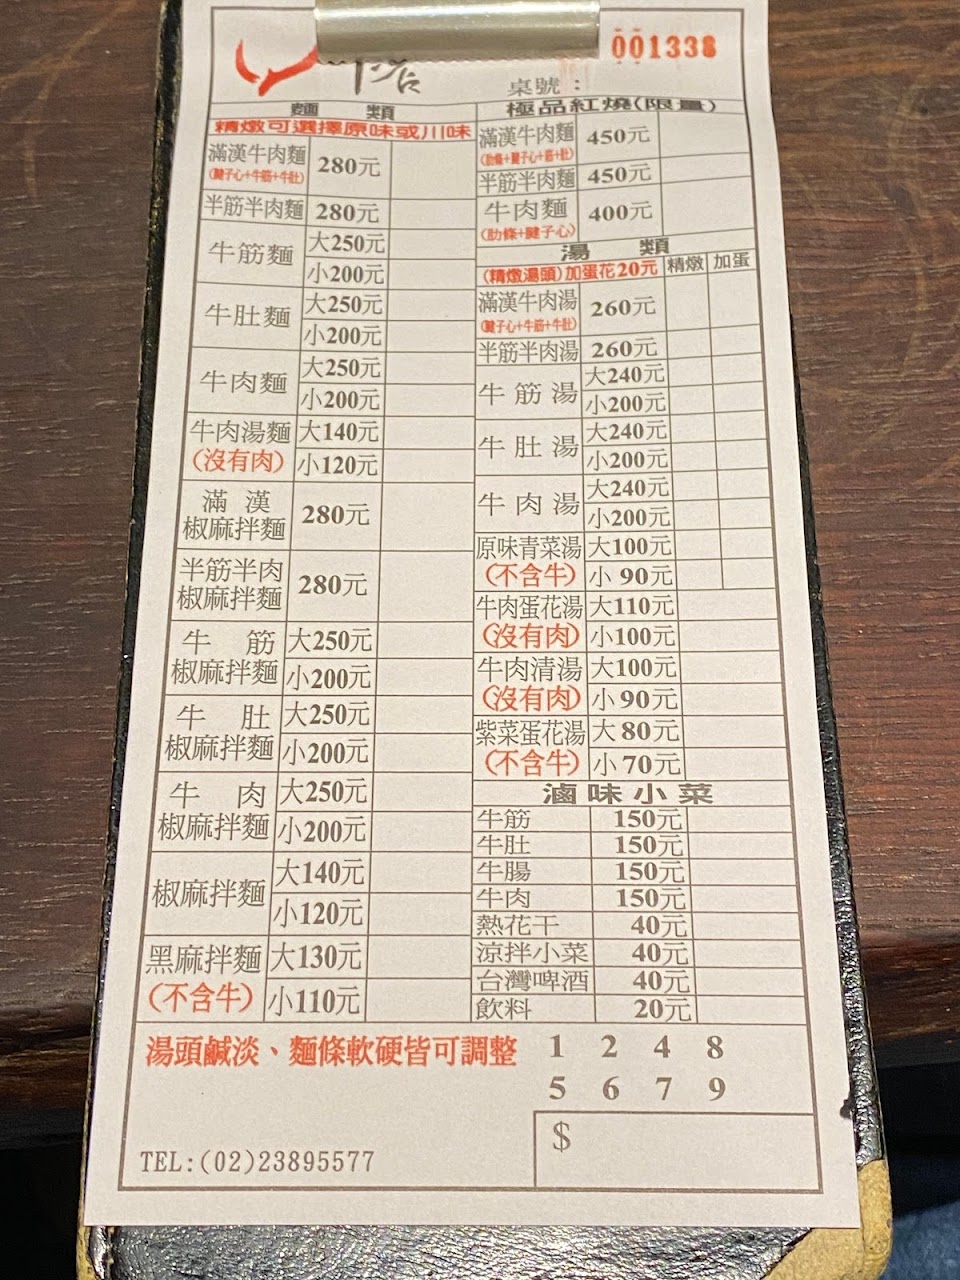 001338
桌號：
麵 類
精燉可選擇原味或川味
滿漢牛肉麵 280元
(腱子心+牛筋+牛肚)
半筋半肉麵 280元
牛筋麵 大250元
小200元
牛肚麵 大250元
小200元
牛肉麵 大250元
小200元
牛肉湯麵 大140元
(沒有肉) 小120元
滿漢
椒麻拌麵 280元
半筋半肉
椒麻拌麵 280元
牛筋 大250元
椒麻拌麵 小200元
牛肚 大250元
椒麻拌麵 小200元
牛肉 大250元
椒麻拌麵 小200元
椒麻拌麵 大140元
小120元
黑麻拌麵 大130元
(不含牛) 小110元
極品紅燒(限量)
滿漢牛肉麵 450元
(肋條+腱子心+筋+肚)
半筋半肉麵 450元
牛肉麵 400元
(肋條+腱子心)
湯 類
(精燉湯頭)加蛋花20元 精燉 加蛋
滿漢牛肉湯 260元
(腱子心+牛筋+牛肚)
半筋半肉湯 260元
牛筋湯 大240元
小200元
牛肚湯 大240元
小200元
牛肉湯 大240元
小200元
原味青菜湯 大100元
(不含牛) 小 90元
牛肉蛋花湯 大110元
(沒有肉) 小100元
牛肉清湯 大100元
(沒有肉) 小 90元
紫菜蛋花湯 大 80元
(不含牛) 小 70元
滷味小菜
牛筋 150元
牛肚 150元
牛腸 150元
牛肉 150元
熱花干 40元
涼拌小菜 40元
台灣啤酒 40元
飲料 20元
湯頭鹹淡、麵條軟硬皆可調整
1 2 4 8
5 6 7 9
$
TEL:(02)23895577